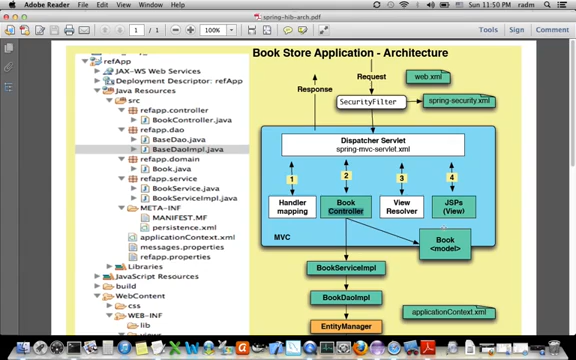 Acrobat File Edit View Window Help
Sun 11:50 PM radm
spring-hib-arch.pdf
1 / 1
100%
Tools Sign Comment
refApp
JAX-WS Web Services
Deployment Descriptor: refApp
Java Resources
src
refapp.controller
BookController.java
refapp.dao
BaseDao.java
BaseDaoImpl.java
refapp.domain
Book.java
refapp.service
BookService.java
BookServiceImpl.java
META-INF
MANIFEST.MF
persistence.xml
applicationContext.xml
messages.properties
refapp.properties
Libraries
JavaScript Resources
build
WebContent
css
WEB-INF
lib
views
Book Store Application - Architecture
Request
web.xml
Response
SecurityFilter
spring-security.xml
Dispatcher Servlet
spring-mvc-servlet.xml
1
2
3
4
Handler
mapping
Book
Controller
View
Resolver
JSPs
(View)
MVC
Book
<model>
BookServiceImpl
BookDaoImpl
applicationContext.xml
EntityManager